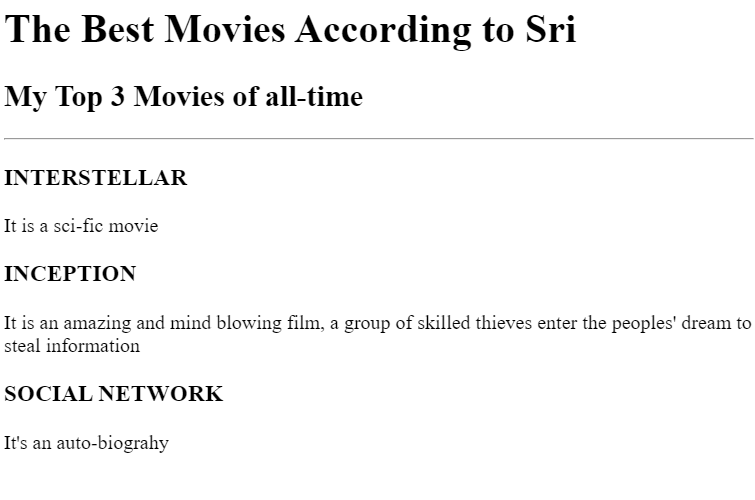 The Best Movies According to Sri
My Top 3 Movies of all-time
INTERSTELLAR
It is a sci-fic movie
INCEPTION
It is an amazing and mind blowing film, a group of skilled thieves enter the peoples' dream to
steal information
SOCIAL NETWORK
It's an auto-biograhy